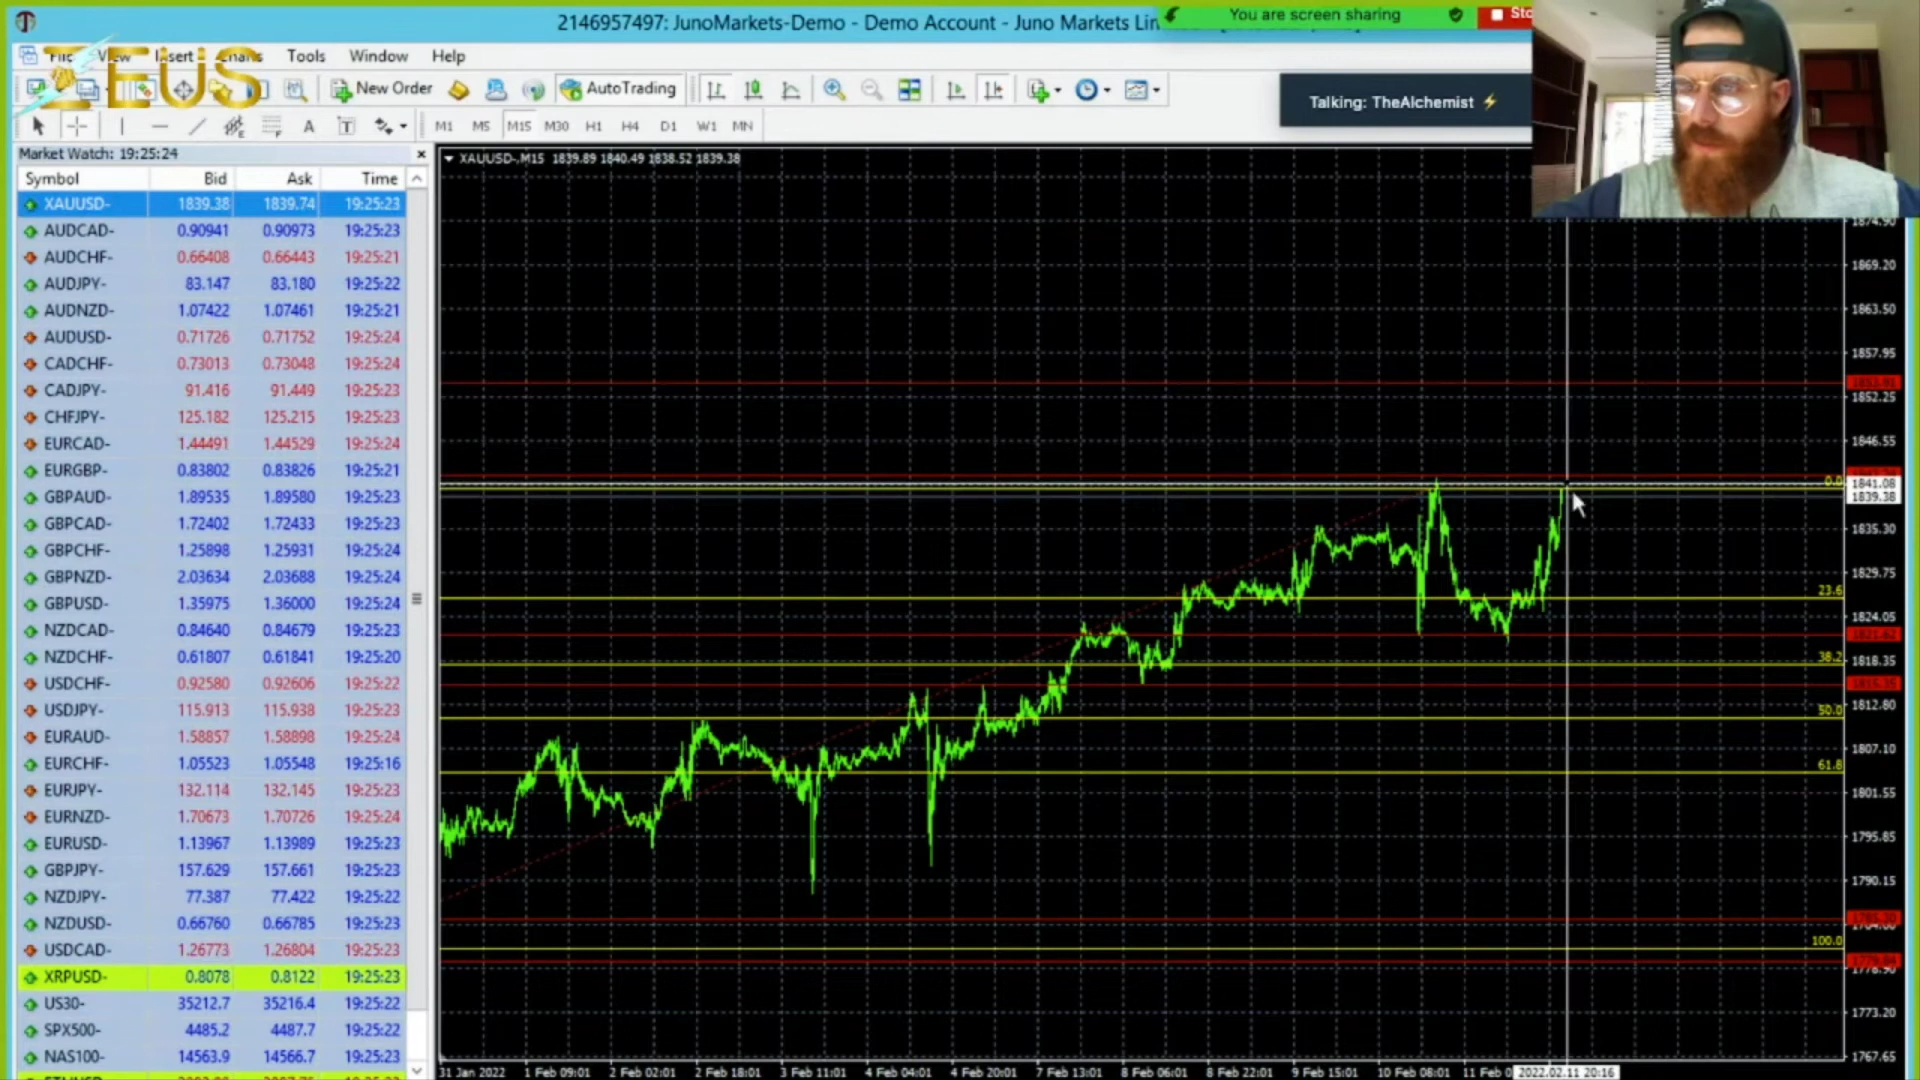 2146957497: JunoMarkets-Demo - Demo Account - Juno Markets Lim
You are screen sharing
ZEUS
File View Insert Charts Tools Window Help
New Order
AutoTrading
Talking: TheAlchemist ⚡
A T
M1 M5 M15 M30 H1 H4 D1 W1 MN
Market Watch: 19:25:24
Symbol Bid Ask Time
XAUUSD- 1839.38 1839.74 19:25:23
AUDCAD- 0.90941 0.90973 19:25:23
AUDCHF- 0.66408 0.66443 19:25:21
AUDJPY- 83.147 83.180 19:25:22
AUDNZD- 1.07422 1.07461 19:25:21
AUDUSD- 0.71726 0.71752 19:25:24
CADCHF- 0.73013 0.73048 19:25:24
CADJPY- 91.416 91.449 19:25:23
CHFJPY- 125.182 125.215 19:25:23
EURCAD- 1.44491 1.44529 19:25:24
EURGBP- 0.83802 0.83826 19:25:21
GBPAUD- 1.89535 1.89580 19:25:23
GBPCAD- 1.72402 1.72433 19:25:23
GBPCHF- 1.25898 1.25931 19:25:24
GBPNZD- 2.03634 2.03688 19:25:24
GBPUSD- 1.35975 1.36000 19:25:24
NZDCAD- 0.84640 0.84679 19:25:23
NZDCHF- 0.61807 0.61841 19:25:20
USDCHF- 0.92580 0.92606 19:25:22
USDJPY- 115.913 115.938 19:25:23
EURAUD- 1.58857 1.58898 19:25:24
EURCHF- 1.05523 1.05548 19:25:16
EURJPY- 132.114 132.145 19:25:23
EURNZD- 1.70673 1.70726 19:25:24
EURUSD- 1.13967 1.13989 19:25:23
GBPJPY- 157.629 157.661 19:25:23
NZDJPY- 77.387 77.422 19:25:22
NZDUSD- 0.66760 0.66785 19:25:23
USDCAD- 1.26773 1.26804 19:25:23
XRPUSD- 0.8078 0.8122 19:25:23
US30- 35212.7 35216.4 19:25:22
SPX500- 4485.2 4487.7 19:25:22
NAS100- 14563.9 14566.7 19:25:23
XAUUSD-,M15 1839.89 1840.49 1838.52 1839.38
1874.90
1869.20
1863.50
1857.95
1852.25
1846.55
0.0
1841.08
1839.38
1835.30
1829.75
23.6
1824.05
1821.62
38.2
1818.35
1815.35
1812.80
50.0
1807.10
61.8
1801.55
1795.85
1790.15
100.0
1773.20
1767.65
31 Jan 2022 1 Feb 09:01 2 Feb 02:01 2 Feb 18:01 3 Feb 11:01 4 Feb 04:01 4 Feb 20:01 7 Feb 13:01 8 Feb 06:01 8 Feb 22:01 9 Feb 15:01 10 Feb 08:01 11 Feb 2022.02.11 20:16